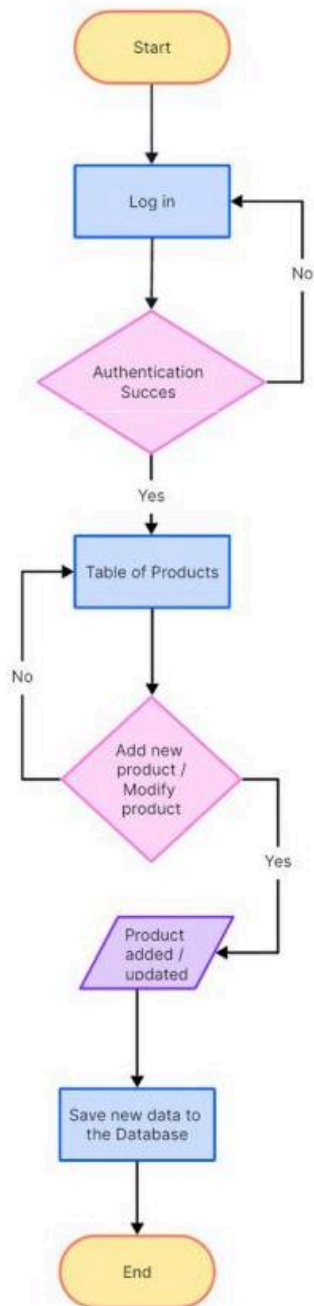 Start
Log in
No
Authentication
Succes
Yes
Table of Products
No
Add new
product /
Modify
product
Yes
Product
added /
updated
Save new data to
the Database
End